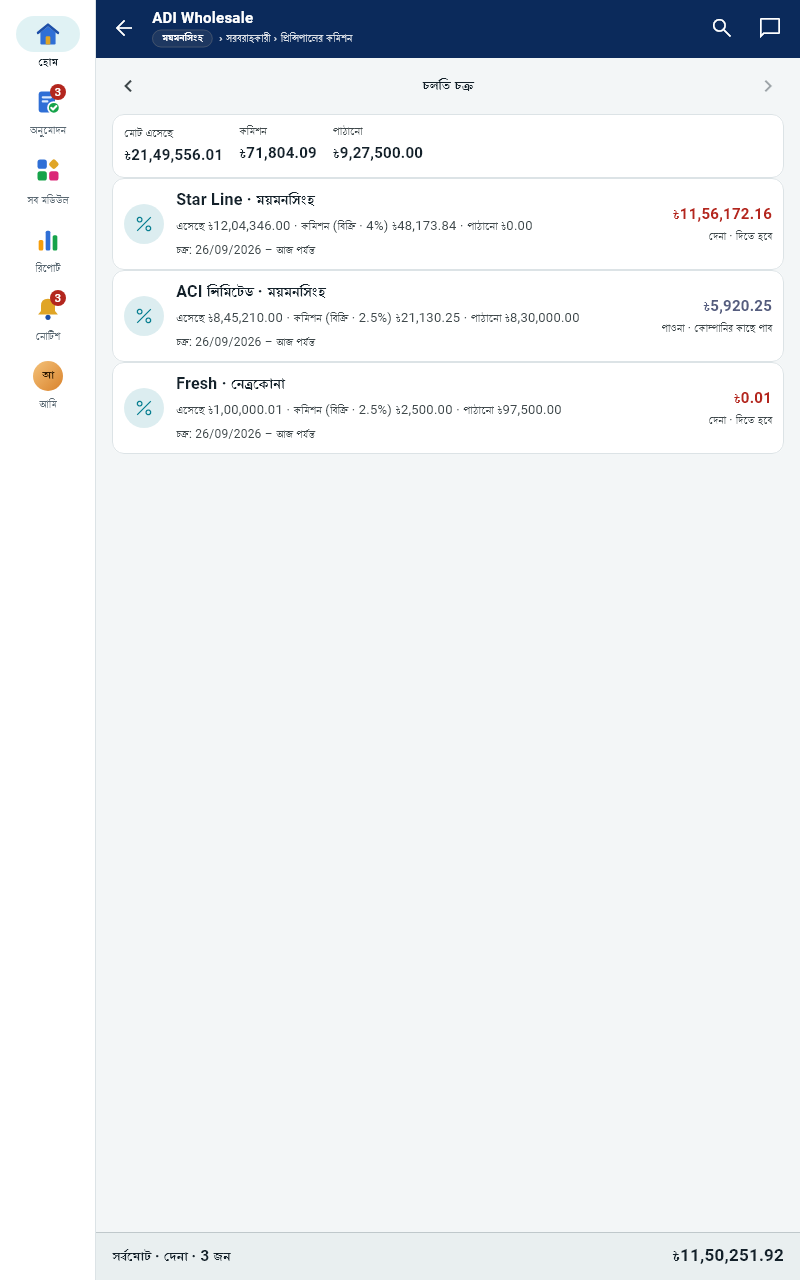 ADI Wholesale
ময়মনসিংহ › সরবরাহকারী › প্রিন্সিপালের কমিশন
হোম
3
অনুমোদন
সব মডিউল
রিপোর্ট
3
নোটিশ
আ
আমি
চলতি চক্র
মোট এসেছে কমিশন পাঠানো
৳21,49,556.01 ৳71,804.09 ৳9,27,500.00
Star Line · ময়মনসিংহ
এসেছে ৳12,04,346.00 · কমিশন (বিক্রি · 4%) ৳48,173.84 · পাঠানো ৳0.00
চক্র: 26/09/2026 – আজ পর্যন্ত
৳11,56,172.16
দেনা · দিতে হবে
ACI লিমিটেড · ময়মনসিংহ
এসেছে ৳8,45,210.00 · কমিশন (বিক্রি · 2.5%) ৳21,130.25 · পাঠানো ৳8,30,000.00
চক্র: 26/09/2026 – আজ পর্যন্ত
৳5,920.25
পাওনা · কোম্পানির কাছে পাব
Fresh · নেত্রকোনা
এসেছে ৳1,00,000.01 · কমিশন (বিক্রি · 2.5%) ৳2,500.00 · পাঠানো ৳97,500.00
চক্র: 26/09/2026 – আজ পর্যন্ত
৳0.01
দেনা · দিতে হবে
সর্বমোট · দেনা · 3 জন
৳11,50,251.92